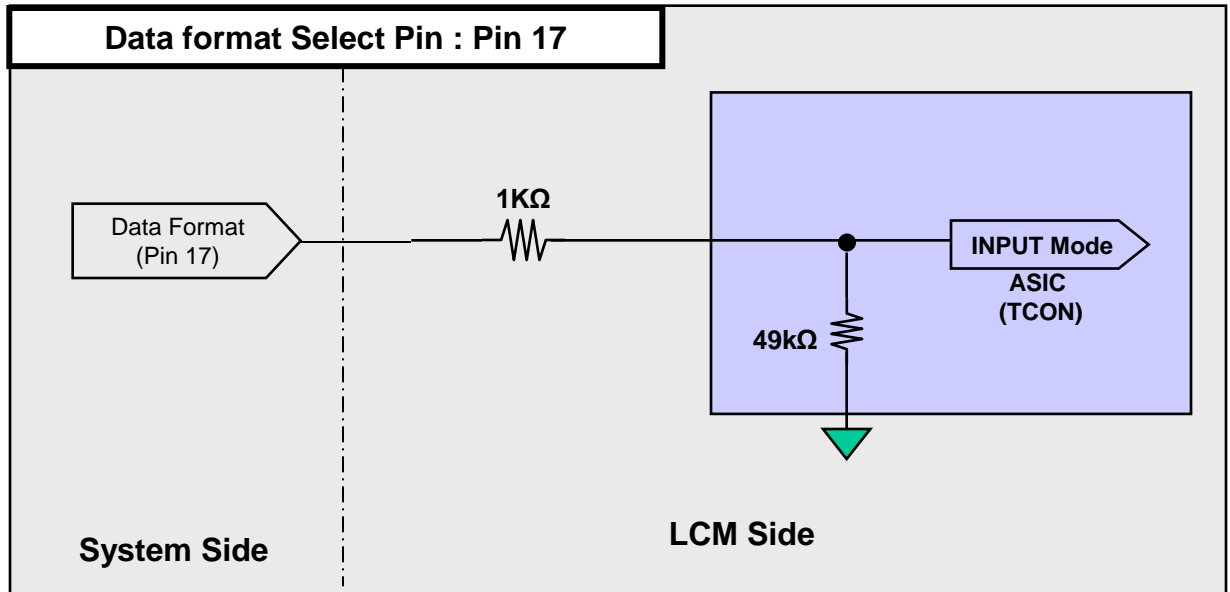 Data format Select Pin : Pin 17
1KΩ
Data Format
(Pin 17)
INPUT Mode
ASIC
(TCON)
49kΩ
System Side
LCM Side